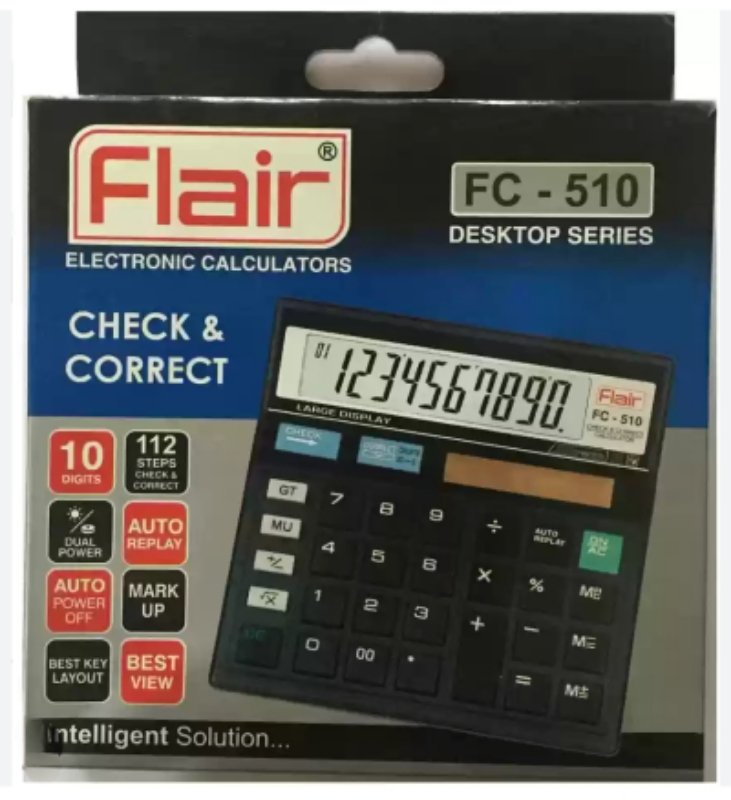 Flair®
ELECTRONIC CALCULATORS
FC - 510
DESKTOP SERIES
CHECK &
CORRECT
10
DIGITS
112
STEPS
CHECK &
CORRECT
DUAL
POWER
AUTO
REPLAY
AUTO
POWER
OFF
MARK
UP
BEST KEY
LAYOUT
BEST
VIEW
intelligent Solution...
01
1234567890.
Flair
FC - 510
LARGE DISPLAY
CHECK
CORRECT
GT
7
8
9
÷
AUTO
REPLAY
ON
AC
MU
4
5
6
×
%
+/-
1
2
3
+
−
M=
√x
0
00
.
=
M±